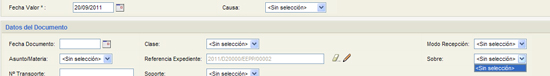 Fecha Valor * : 20/09/2011 Causa: <Sin selección>
Datos del Documento
Fecha Documento: Clase: <Sin selección> Modo Recepción: <Sin selección>
Asunto/Materia: <Sin selección> Referencia Expediente: 2011/D28000/EERR/00002 Sobre: <Sin selección>
<Sin selección>
Nº Transporte: Soporte: <Sin selección>